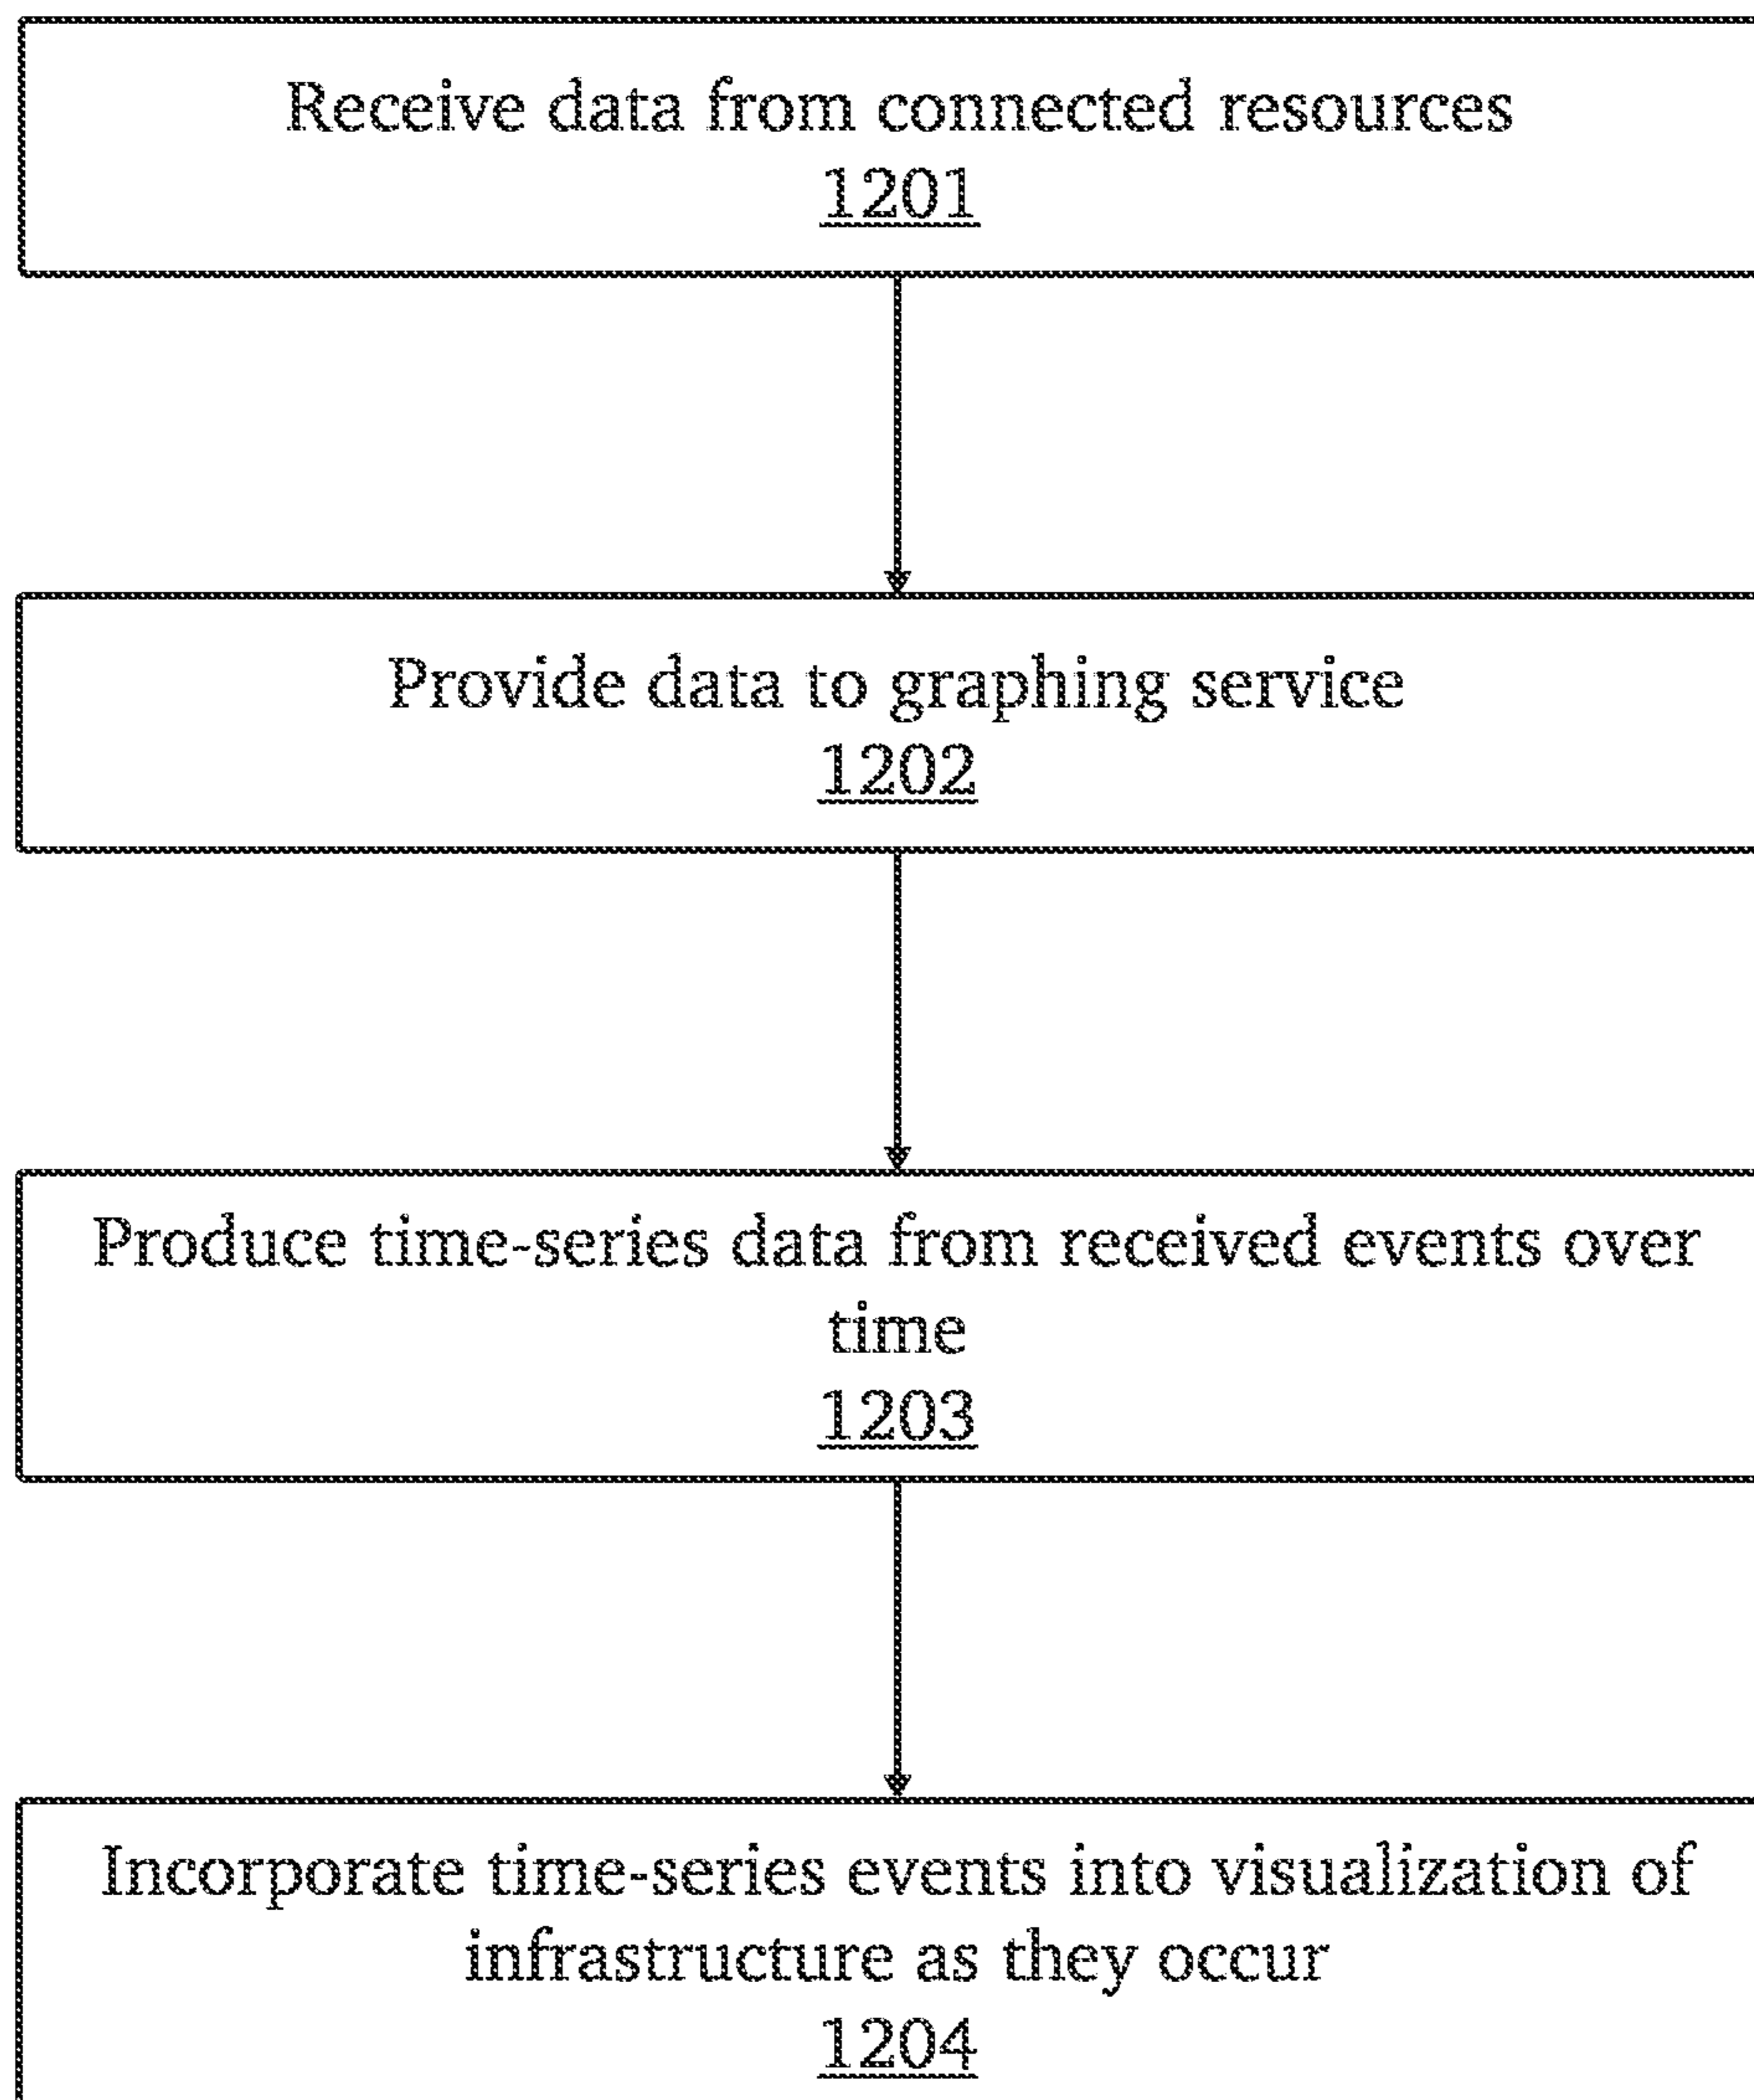 Receive data from connected resources
1201
Provide data to graphing service
1202
Produce time-series data from received events over
time
1203
Incorporate time-series events into visualization of
infrastructure as they occur
1204